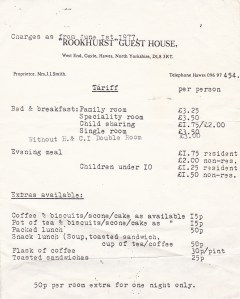 Charges as from June 1st 1977
"ROOKHURST" GUEST HOUSE.
West End, Gayle, Hawes, North Yorkshire, DL8 3RT.
Proprietor. Mrs.I.Smith. Telephone Hawes 096 97 454.
Tariff per person
Bed & breakfast:Family room £3.25
Speciality room £3.50
Child sharing £1.75/£2.00
Single room £3.50
Without H.& C.1 Double Room £3.00
Evening meal £1.75 resident
£2.00 non-res.
Children under 10 £1.25 resident
£1.50 non-res.
Extras available:
Coffee & biscuits/scone/cake as available 15p
Pot of tea & biscuits/scone/cake as " 15p
Packed lunch 50p
Snack lunch (Soup,toasted sandwich,
cup of tea/coffee 50p
Flask of coffee 30p/pint
Toasted sandwiches 25p
50p per room extra for one night only.